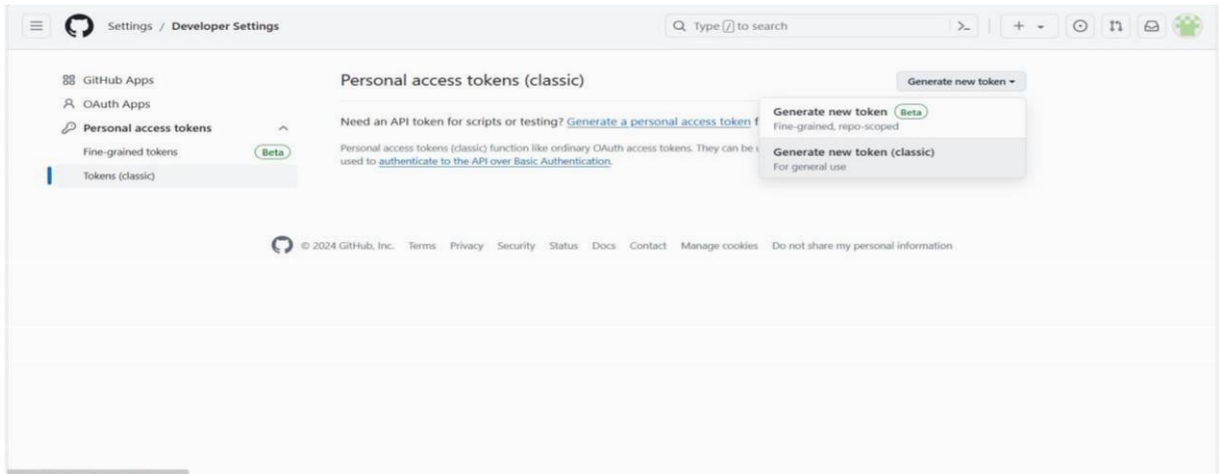 Settings / Developer Settings
Type / to search
GitHub Apps
OAuth Apps
Personal access tokens
Fine-grained tokens Beta
Tokens (classic)
Personal access tokens (classic)
Generate new token
Need an API token for scripts or testing? Generate a personal access token f
Personal access tokens (classic) function like ordinary OAuth access tokens. They can be
used to authenticate to the API over Basic Authentication.
Generate new token Beta
Fine-grained, repo-scoped
Generate new token (classic)
For general use
© 2024 GitHub, Inc. Terms Privacy Security Status Docs Contact Manage cookies Do not share my personal information